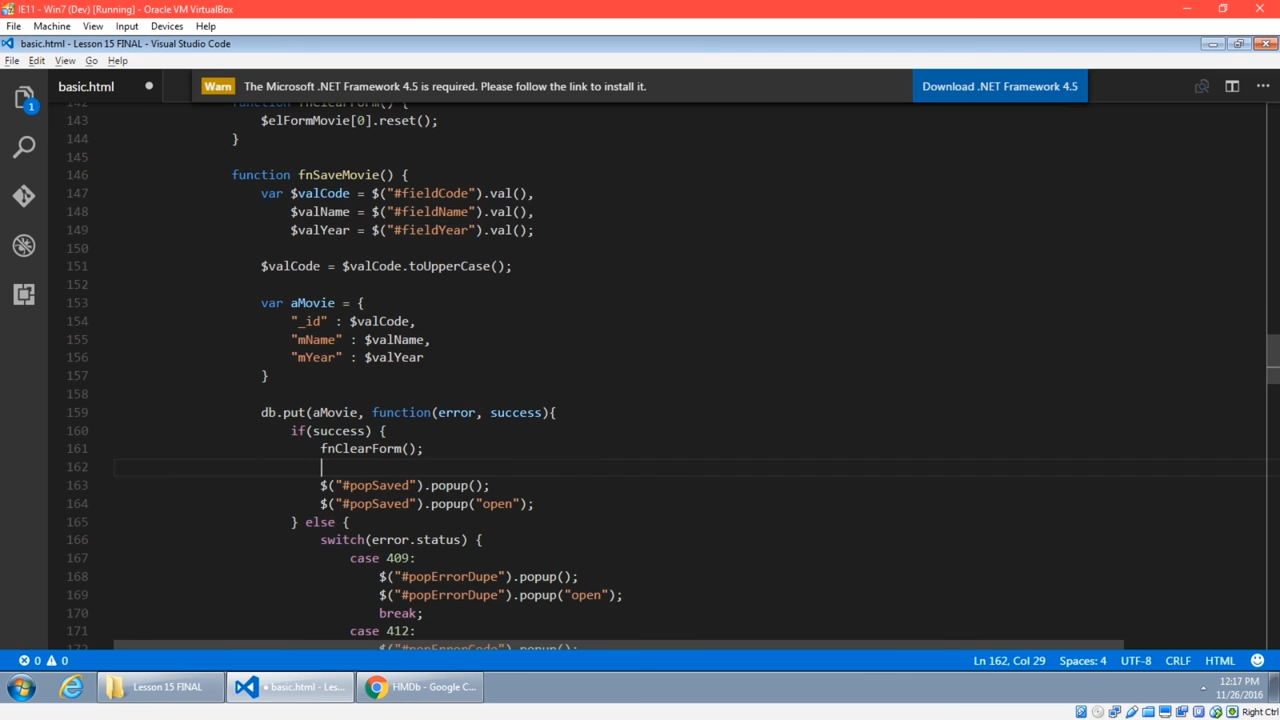 IE11 - Win7 (Dev) [Running] - Oracle VM VirtualBox
File Machine View Input Devices Help
basic.html - Lesson 15 FINAL - Visual Studio Code
File Edit View Go Help
basic.html
Warn The Microsoft .NET Framework 4.5 is required. Please follow the link to install it. Download .NET Framework 4.5
1
142 function fnClearForm() {
143 $elFormMovie[0].reset();
144 }
145
146 function fnSaveMovie() {
147 var $valCode = $("#fieldCode").val(),
148 $valName = $("#fieldName").val(),
149 $valYear = $("#fieldYear").val();
150
151 $valCode = $valCode.toUpperCase();
152
153 var aMovie = {
154 "_id" : $valCode,
155 "mName" : $valName,
156 "mYear" : $valYear
157 }
158
159 db.put(aMovie, function(error, success){
160 if(success) {
161 fnClearForm();
162
163 $("#popSaved").popup();
164 $("#popSaved").popup("open");
165 } else {
166 switch(error.status) {
167 case 409:
168 $("#popErrorDupe").popup();
169 $("#popErrorDupe").popup("open");
170 break;
171 case 412:
172 $("#popErrorCode").popup();
0 0 Ln 162, Col 29 Spaces: 4 UTF-8 CRLF HTML
Lesson 15 FINAL • basic.html - Les... HMDb - Google C... 12:17 PM
11/26/2016
Right Ctrl